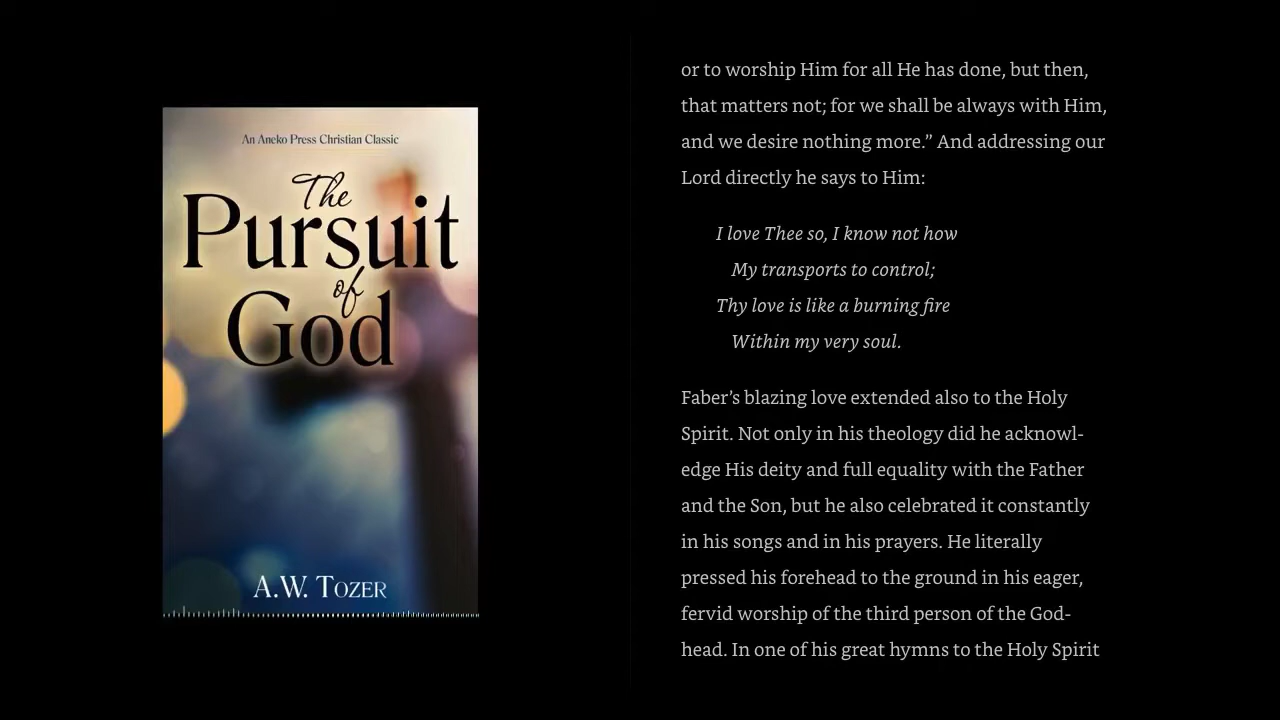 An Aneko Press Christian Classic
The
Pursuit
of
God
A.W. Tozer
or to worship Him for all He has done, but then,
that matters not; for we shall be always with Him,
and we desire nothing more.” And addressing our
Lord directly he says to Him:
I love Thee so, I know not how
My transports to control;
Thy love is like a burning fire
Within my very soul.
Faber’s blazing love extended also to the Holy
Spirit. Not only in his theology did he acknowl-
edge His deity and full equality with the Father
and the Son, but he also celebrated it constantly
in his songs and in his prayers. He literally
pressed his forehead to the ground in his eager,
fervid worship of the third person of the God-
head. In one of his great hymns to the Holy Spirit